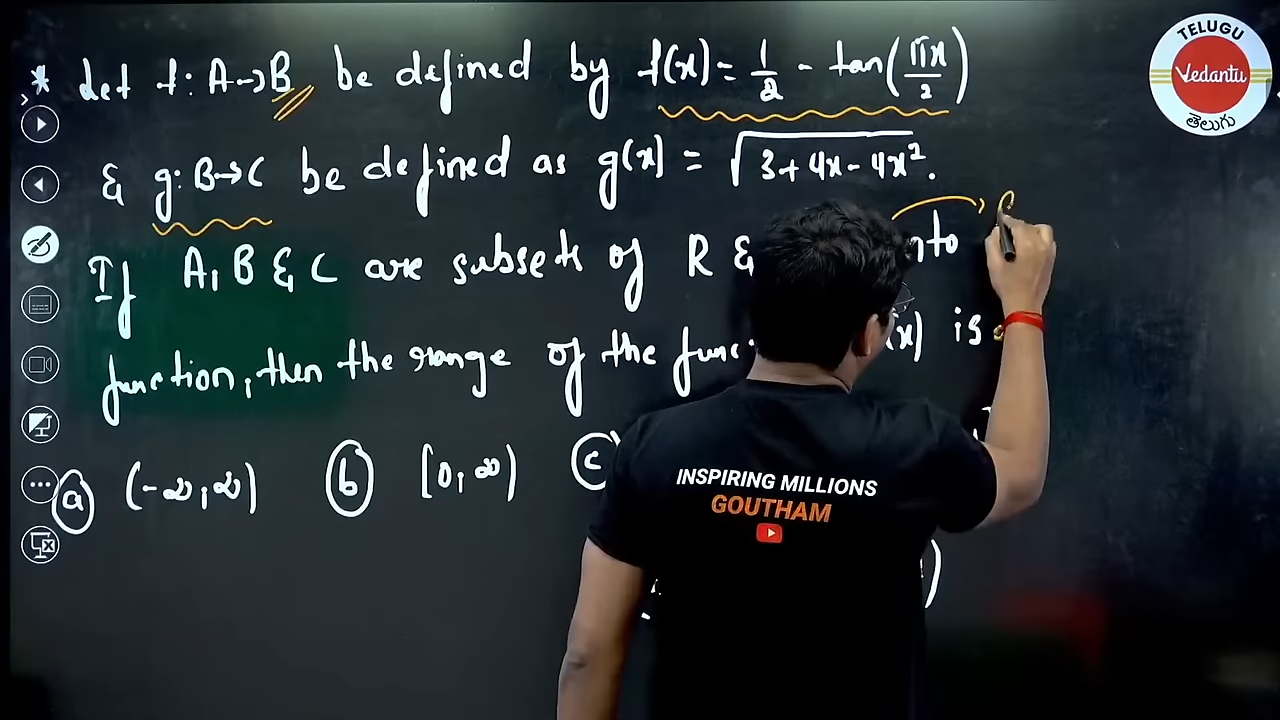 * Let f: A→B be defined by f(x) = 1/2 - tan(πx/2)
& g: B→C be defined as g(x) = √3+4x-4x².
If A, B & C are subsets of R &
function, then the range of the func (x) is
ⓐ (-∞, ∞) ⓑ [0, ∞) ⓒ
TELUGU
Vedantu
తెలుగు
INSPIRING MILLIONS
GOUTHAM